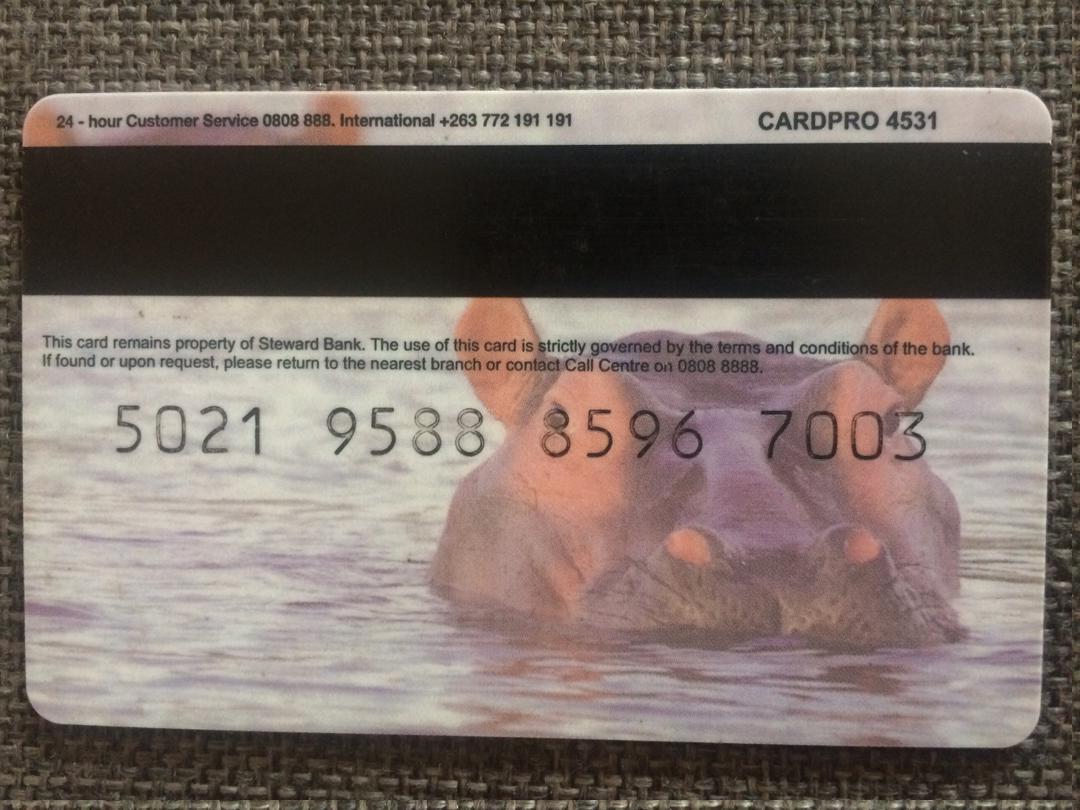 24 - hour Customer Service 0808 888. International +263 772 191 191
CARDPRO 4531
This card remains property of Steward Bank. The use of this card is strictly governed by the terms and conditions of the bank.
If found or upon request, please return to the nearest branch or contact Call Centre on 0808 8888.
5021 9588 8596 7003